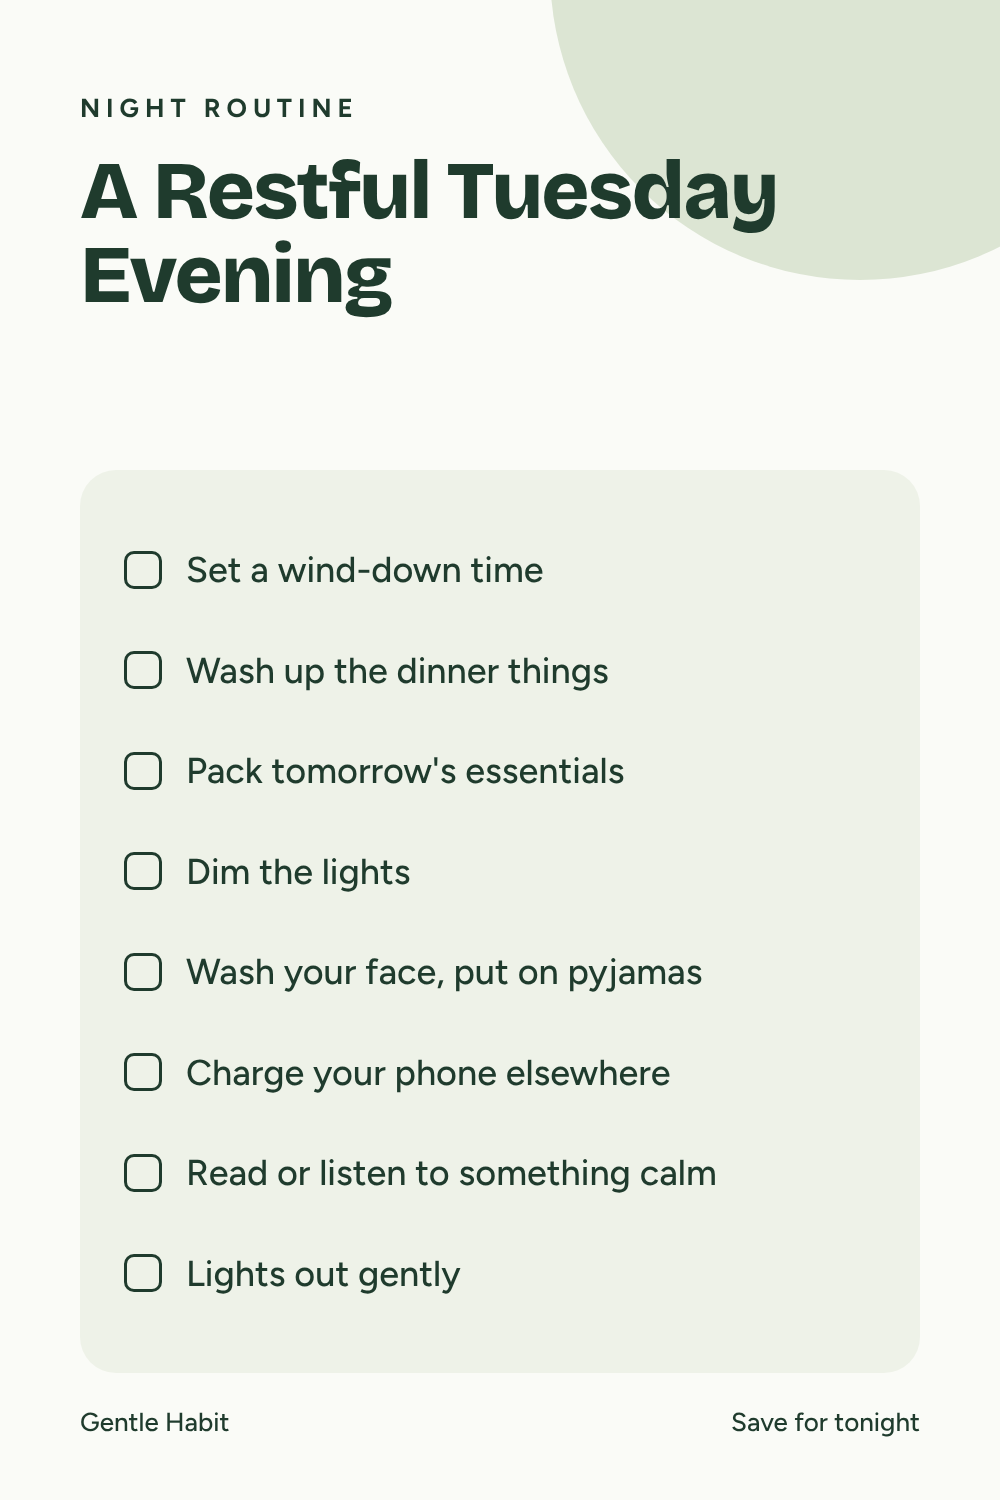 NIGHT ROUTINE
A Restful Tuesday
Evening
Set a wind-down time
Wash up the dinner things
Pack tomorrow's essentials
Dim the lights
Wash your face, put on pyjamas
Charge your phone elsewhere
Read or listen to something calm
Lights out gently
Gentle Habit
Save for tonight